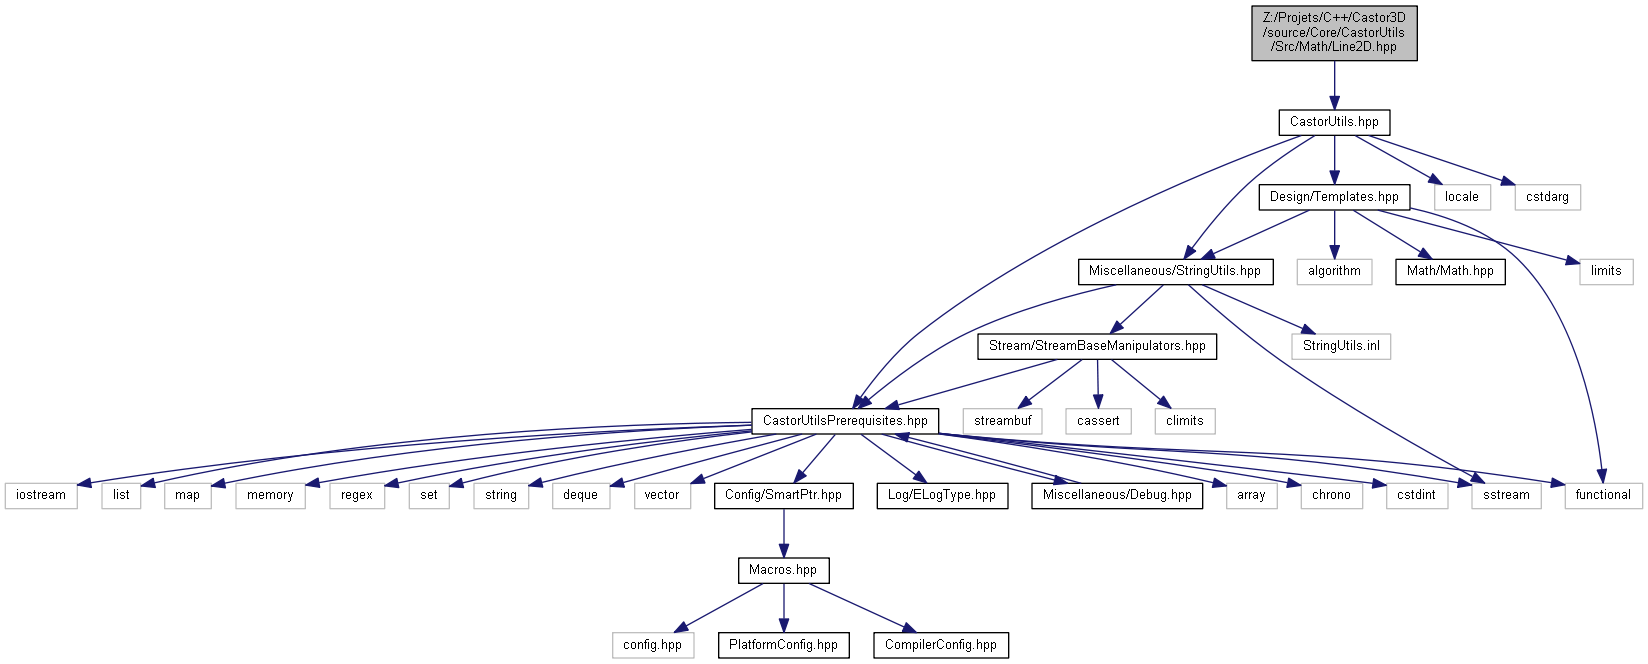 Z:/Projets/C++/Castor3D
/source/Core/CastorUtils
/Src/Math/Line2D.hpp
CastorUtils.hpp
Design/Templates.hpp
locale
cstdarg
Miscellaneous/StringUtils.hpp
algorithm
Math/Math.hpp
limits
Stream/StreamBaseManipulators.hpp
StringUtils.inl
CastorUtilsPrerequisites.hpp
streambuf
cassert
climits
iostream
list
map
memory
regex
set
string
deque
vector
Config/SmartPtr.hpp
Log/ELogType.hpp
Miscellaneous/Debug.hpp
array
chrono
cstdint
sstream
functional
Macros.hpp
config.hpp
PlatformConfig.hpp
CompilerConfig.hpp